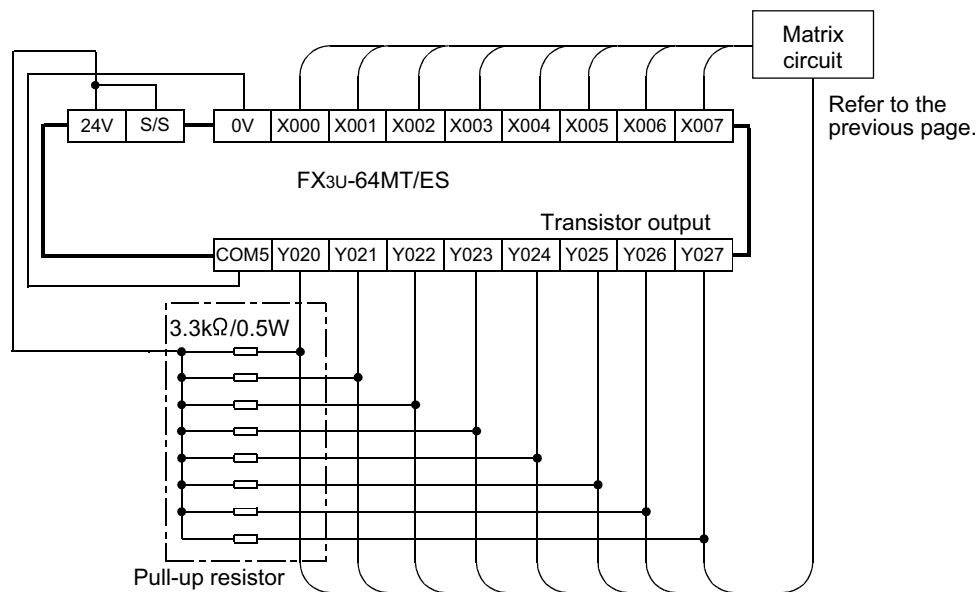 Matrix
circuit
Refer to the
previous page.
24V S/S 0V X000 X001 X002 X003 X004 X005 X006 X007
FX3U-64MT/ES
Transistor output
COM5 Y020 Y021 Y022 Y023 Y024 Y025 Y026 Y027
3.3kΩ/0.5W
Pull-up resistor